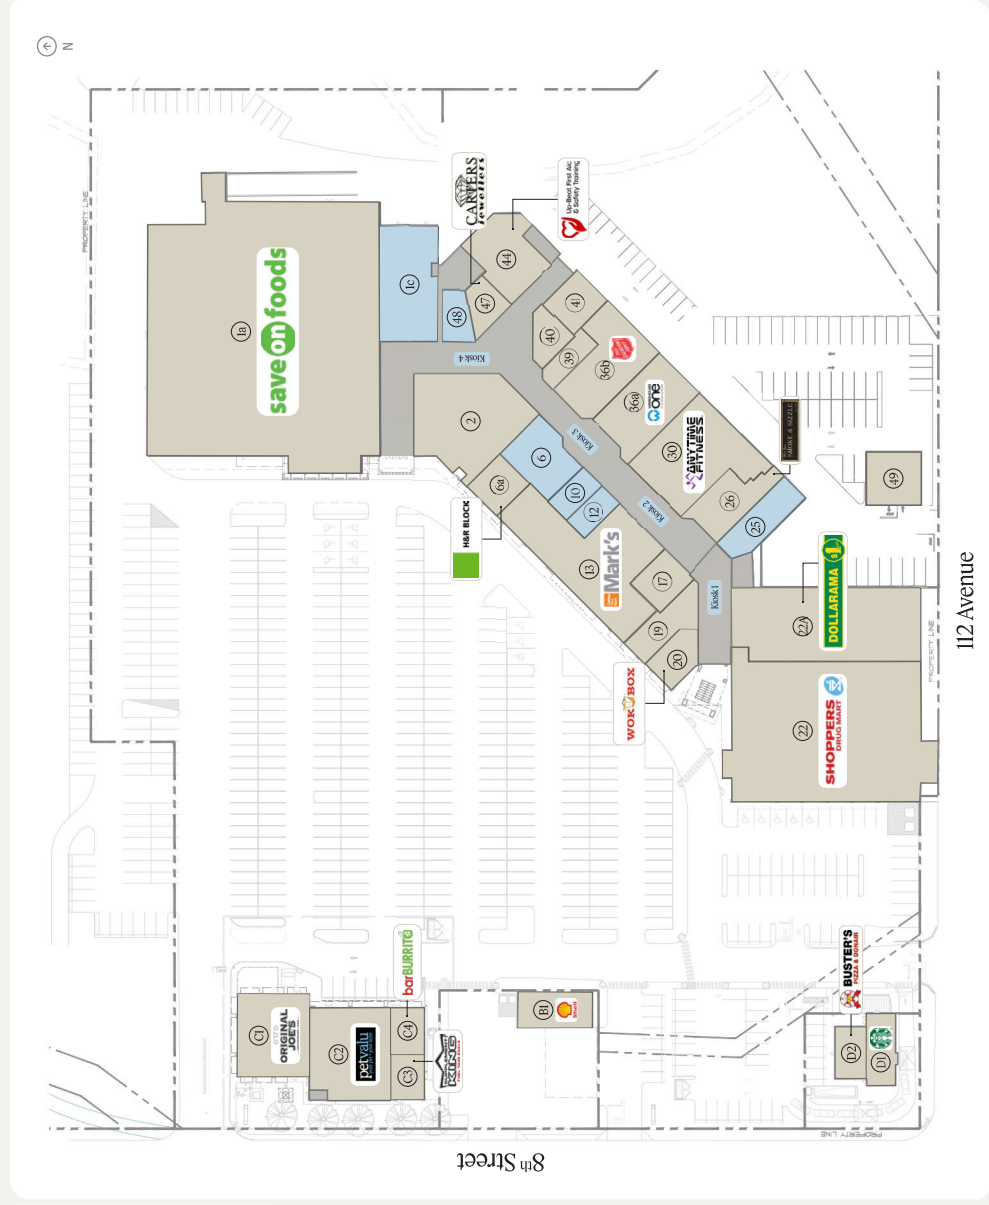 N
PROPERTY LINE
1a
save on foods
1c
CARTERS
jewellers
Up-Beat First Aid
& Safety Training
44
47
48
Kiosk 4
41
40
39
36b
36a
2
6
6a
10
12
Kiosk 3
30
ANYTIME
FITNESS
SMOKE & SIZZLE
H&R BLOCK
13
Mark's
Kiosk 2
26
25
49
17
19
20
Kiosk 1
WOK BOX
22A
DOLLARAMA $1
PROPERTY LINE
112 Avenue
22
SHOPPERS
DRUG MART
C1
ORIGINAL
JOE'S
C2
petvalu
C4
barBURRITO
C3
KING
B1
Shell
BUSTER'S
PIZZA & DONAIR
D2
D1
PROPERTY LINE
8th Street